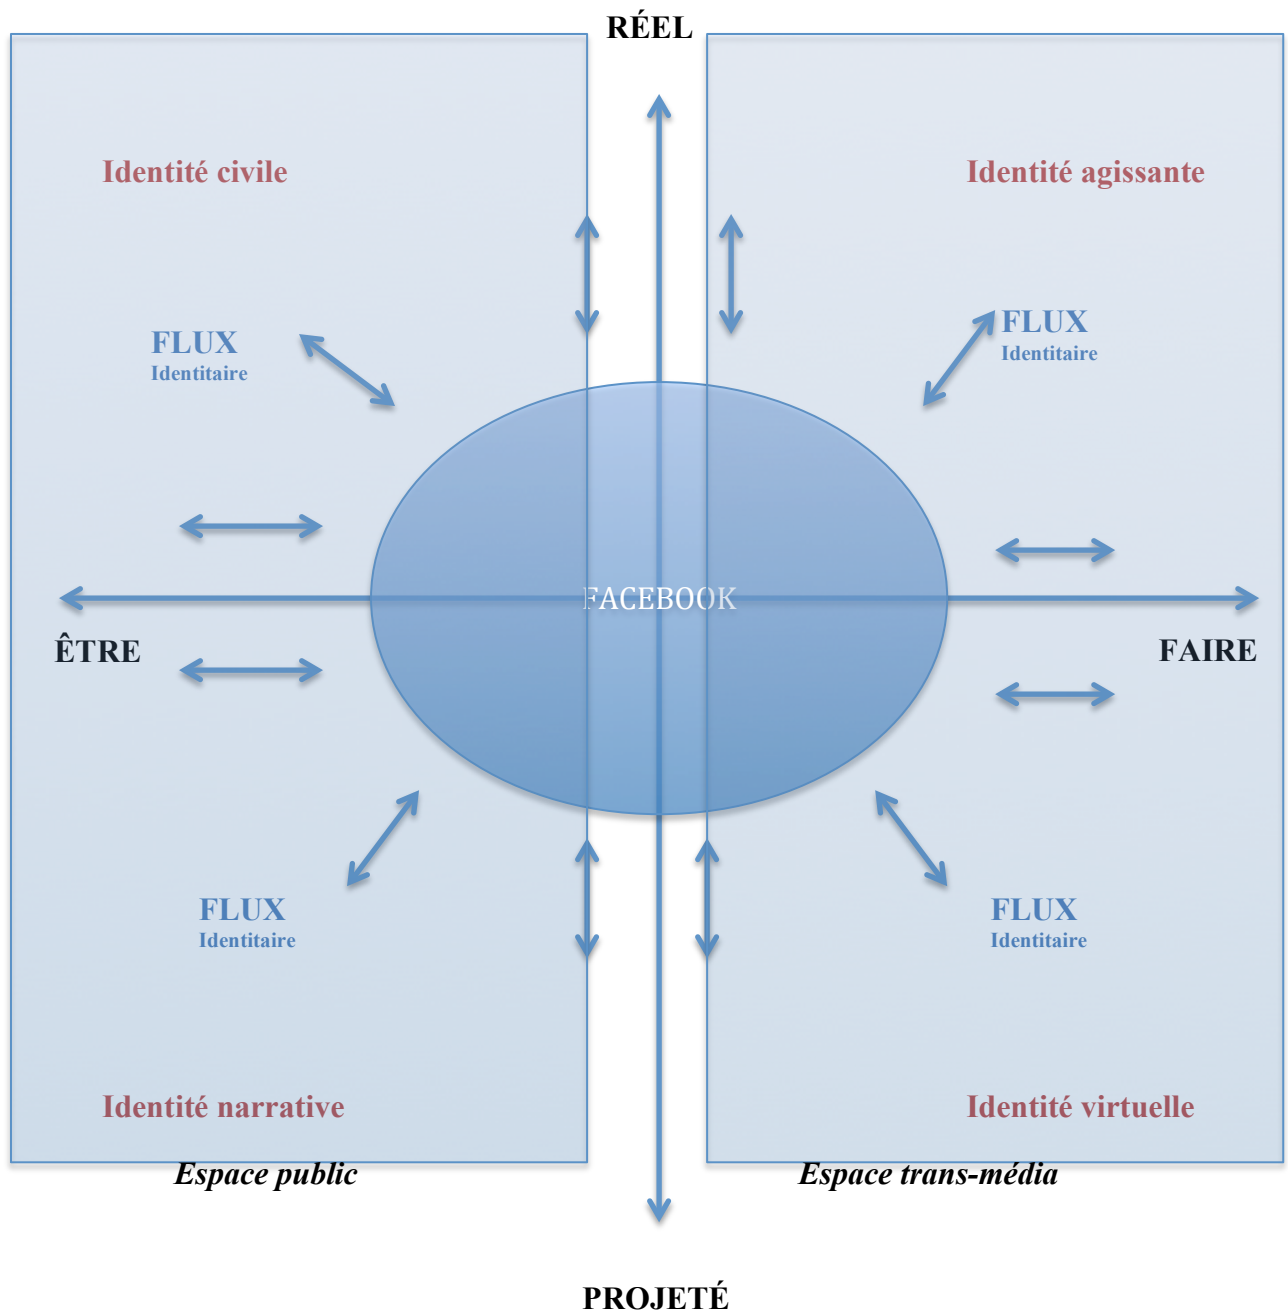 RÉEL
Identité civile
Identité agissante
FLUX
Identitaire
FLUX
Identitaire
FACEBOOK
ÊTRE
FAIRE
FLUX
Identitaire
FLUX
Identitaire
Identité narrative
Identité virtuelle
Espace public
Espace trans-média
PROJETÉ